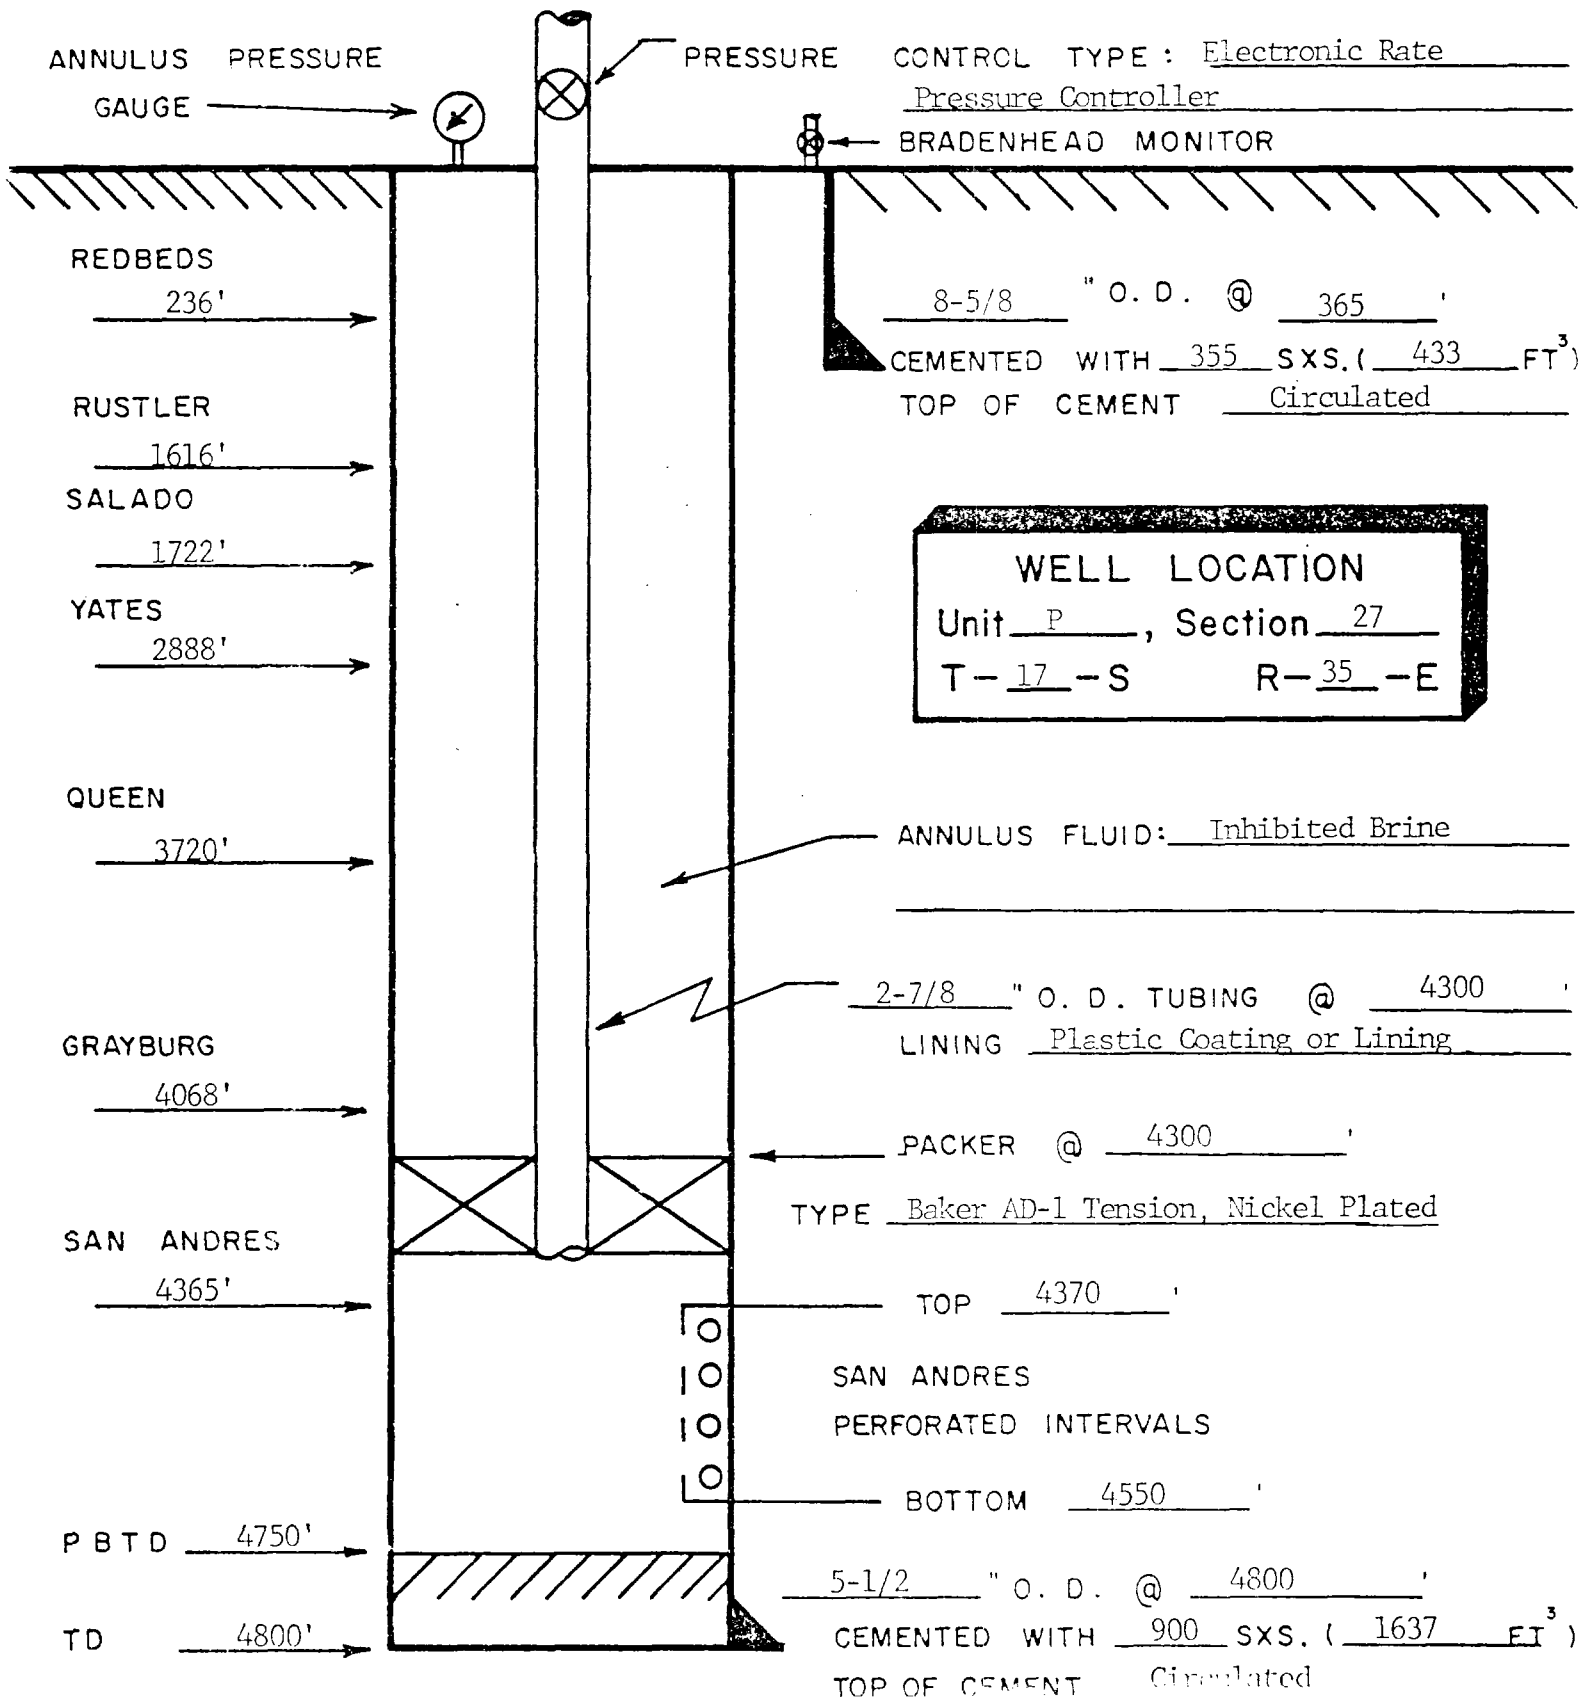 ANNULUS PRESSURE
GAUGE
PRESSURE CONTROL TYPE: Electronic Rate
Pressure Controller
BRADENHEAD MONITOR
REDBEDS
236'
8-5/8 " O.D. @ 365 '
CEMENTED WITH 355 SXS. ( 433 FT³)
TOP OF CEMENT Circulated
RUSTLER
1616'
SALADO
1722'
YATES
2888'
WELL LOCATION
Unit P , Section 27
T-17-S R-35-E
QUEEN
3720'
ANNULUS FLUID: Inhibited Brine
2-7/8 " O. D. TUBING @ 4300 '
LINING Plastic Coating or Lining
GRAYBURG
4068'
PACKER @ 4300 '
TYPE Baker AD-1 Tension, Nickel Plated
SAN ANDRES
4365'
TOP 4370 '
SAN ANDRES
PERFORATED INTERVALS
BOTTOM 4550 '
PBTD 4750'
5-1/2 " O. D. @ 4800 '
TD 4800'
CEMENTED WITH 900 SXS. ( 1637 FT³)
TOP OF CEMENT Circulated